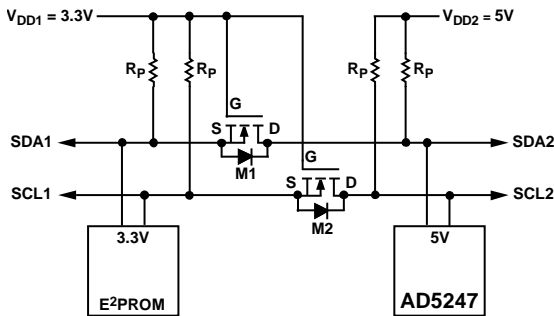 VDD1 = 3.3V
VDD2 = 5V
RP
RP
RP
RP
G
SDA1
S
D
SDA2
M1
G
SCL1
S
D
SCL2
M2
3.3V
E²PROM
5V
AD5247